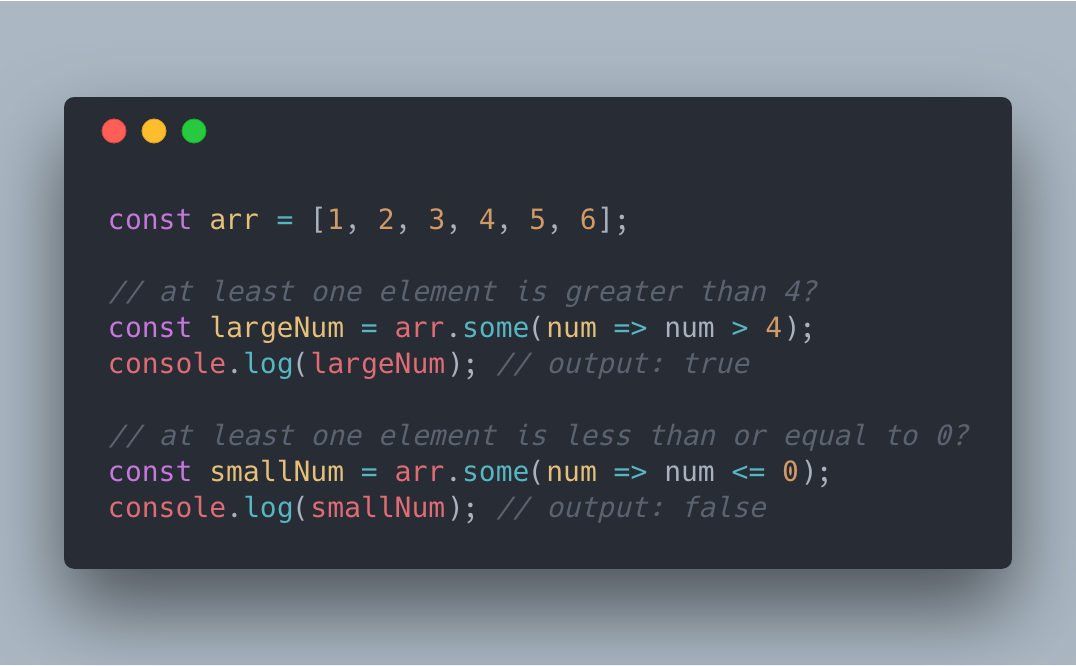 const arr = [1, 2, 3, 4, 5, 6];
// at least one element is greater than 4?
const largeNum = arr.some(num => num > 4);
console.log(largeNum); // output: true
// at least one element is less than or equal to 0?
const smallNum = arr.some(num => num <= 0);
console.log(smallNum); // output: false